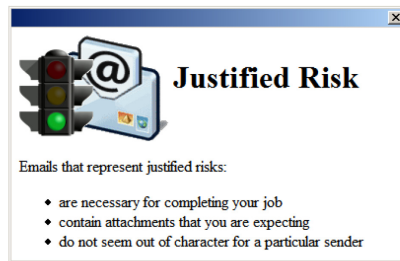 Justified Risk
Emails that represent justified risks:
• are necessary for completing your job
• contain attachments that you are expecting
• do not seem out of character for a particular sender